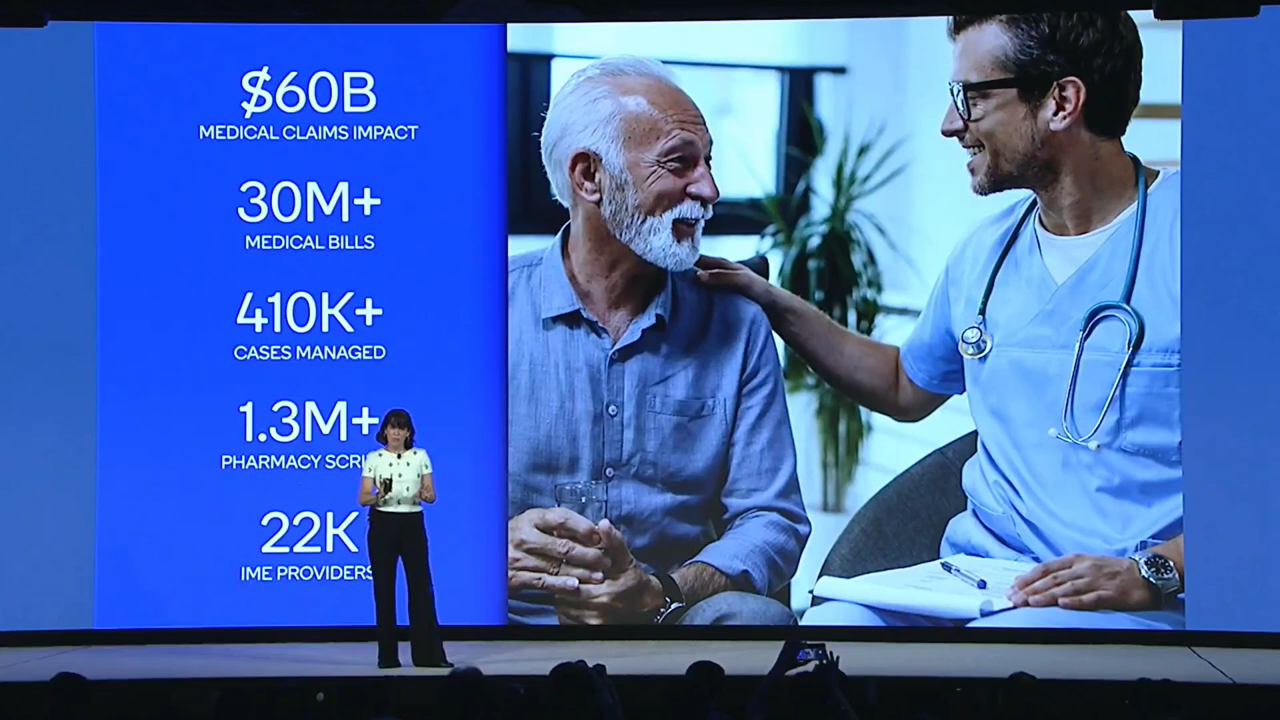 $60B
MEDICAL CLAIMS IMPACT
30M+
MEDICAL BILLS
410K+
CASES MANAGED
1.3M+
PHARMACY
22K
IME PROVIDERS